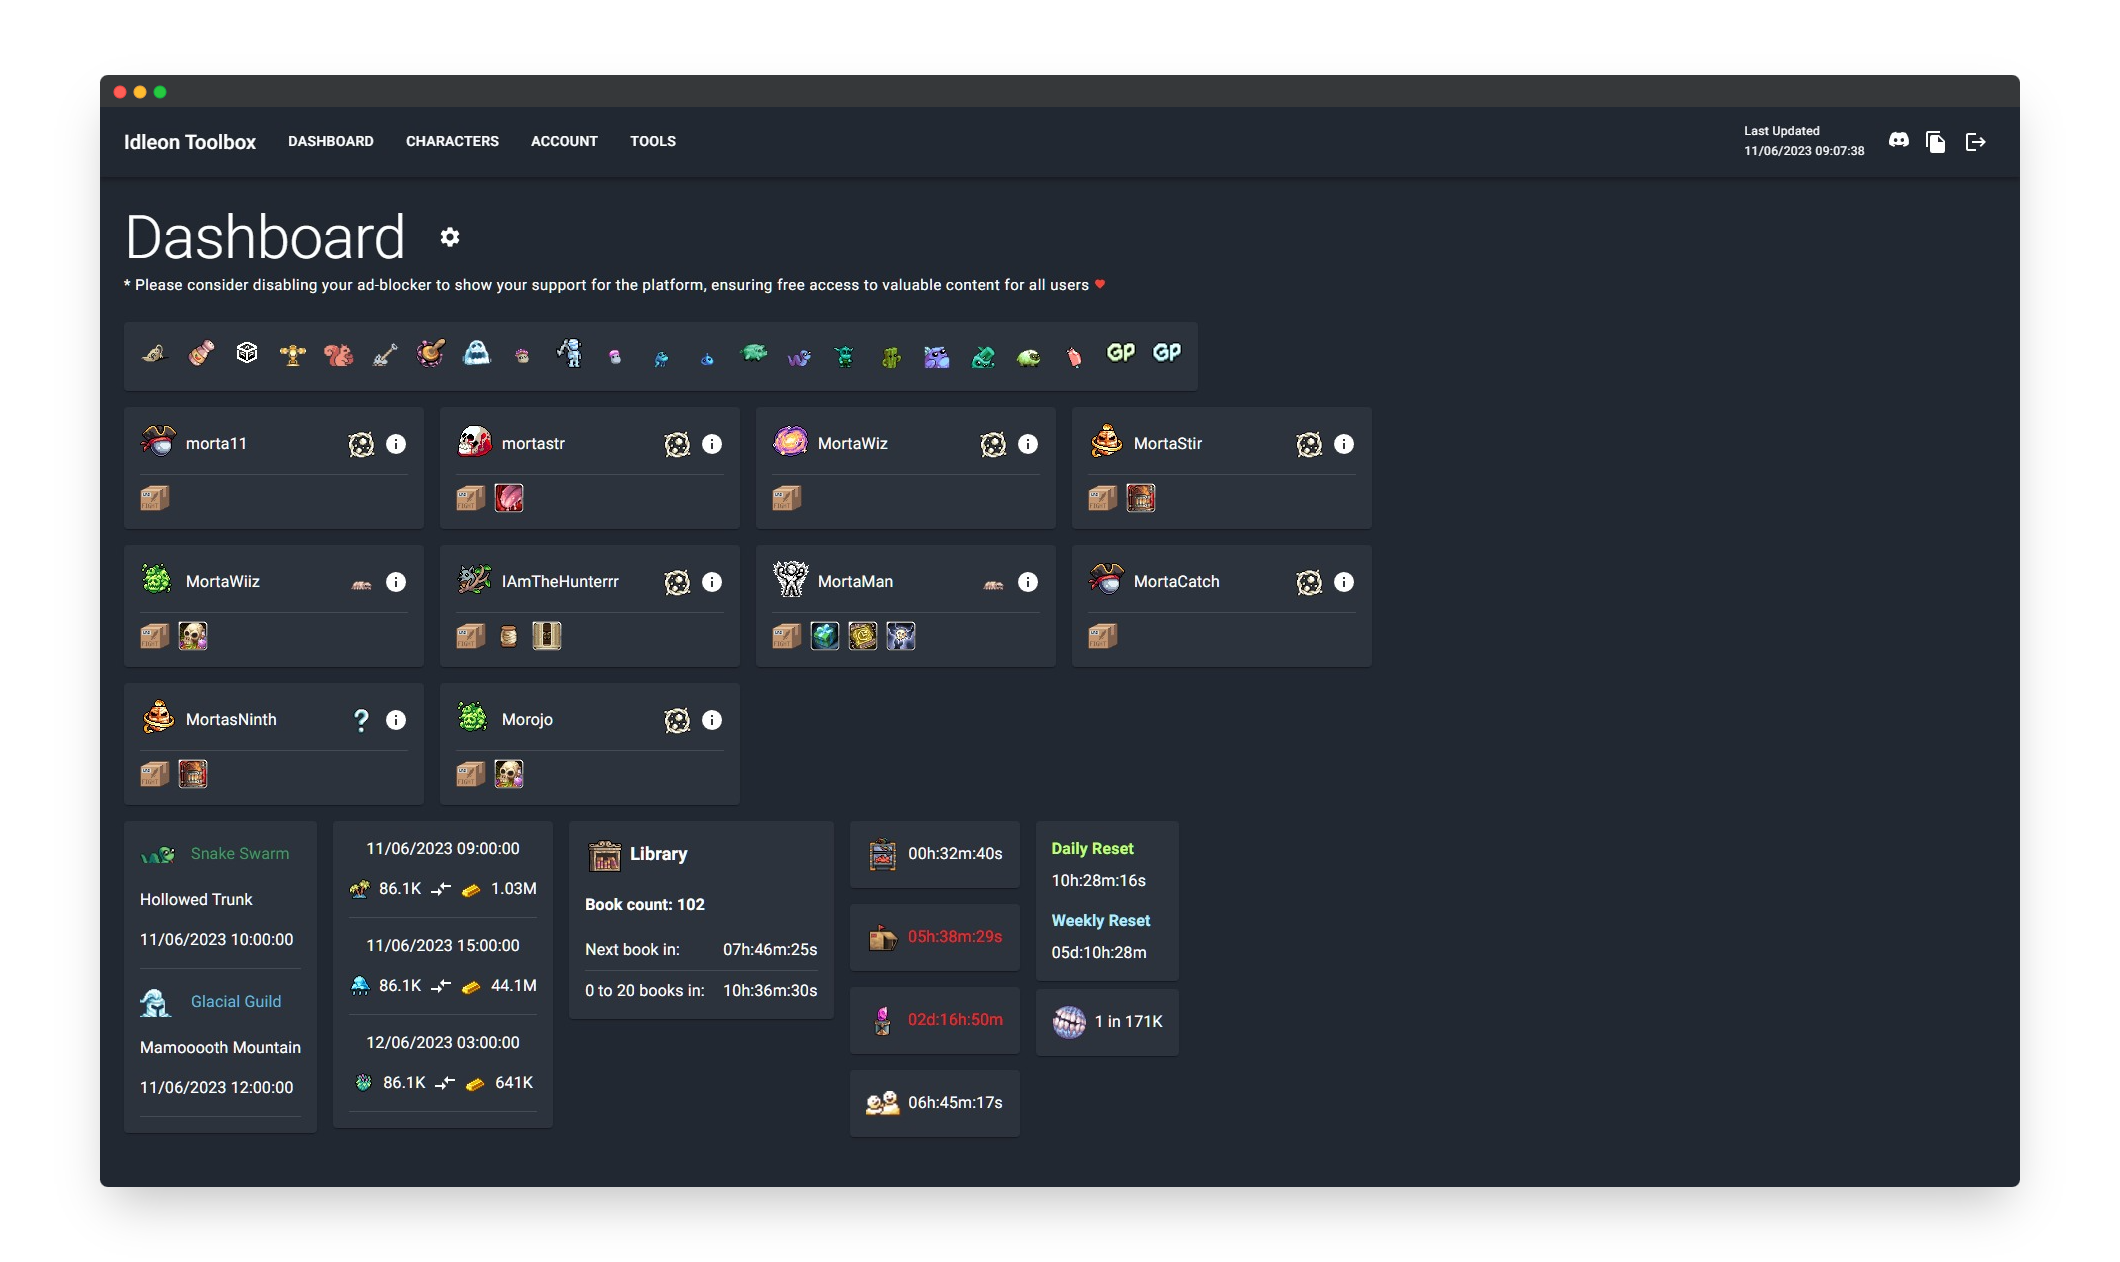 Idleon Toolbox
DASHBOARD
CHARACTERS
ACCOUNT
TOOLS
Last Updated
11/06/2023 09:07:38
Dashboard
* Please consider disabling your ad-blocker to show your support for the platform, ensuring free access to valuable content for all users
GP
GP
morta11
mortastr
MortaWiz
MortaStir
MortaWiiz
IAmTheHunterrr
MortaMan
MortaCatch
MortasNinth
?
Morojo
Snake Swarm
Hollowed Trunk
11/06/2023 10:00:00
Glacial Guild
Mamooooth Mountain
11/06/2023 12:00:00
11/06/2023 09:00:00
86.1K
1.03M
11/06/2023 15:00:00
86.1K
44.1M
12/06/2023 03:00:00
86.1K
641K
Library
Book count: 102
Next book in: 07h:46m:25s
0 to 20 books in: 10h:36m:30s
00h:32m:40s
05h:38m:29s
02d:16h:50m
06h:45m:17s
Daily Reset
10h:28m:16s
Weekly Reset
05d:10h:28m
1 in 171K